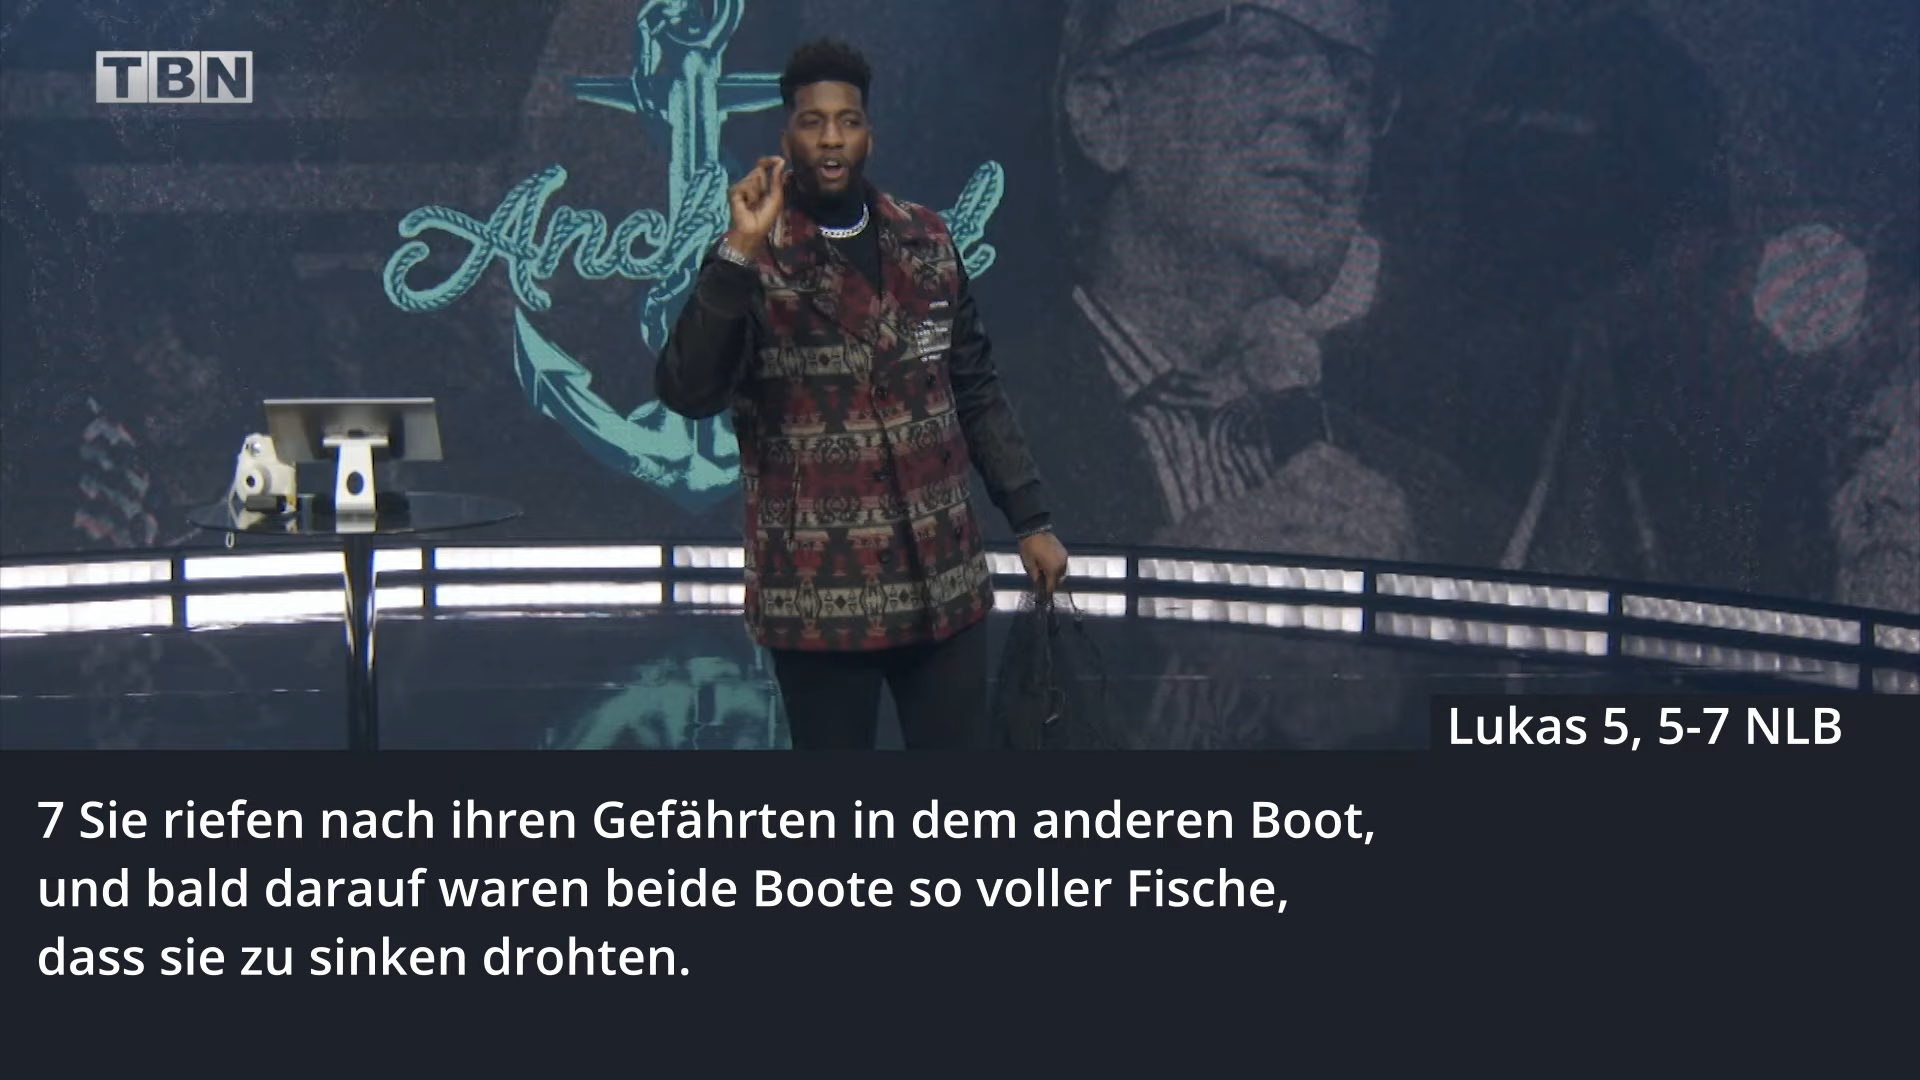 TBN
Lukas 5, 5-7 NLB
7 Sie riefen nach ihren Gefährten in dem anderen Boot,
und bald darauf waren beide Boote so voller Fische,
dass sie zu sinken drohten.